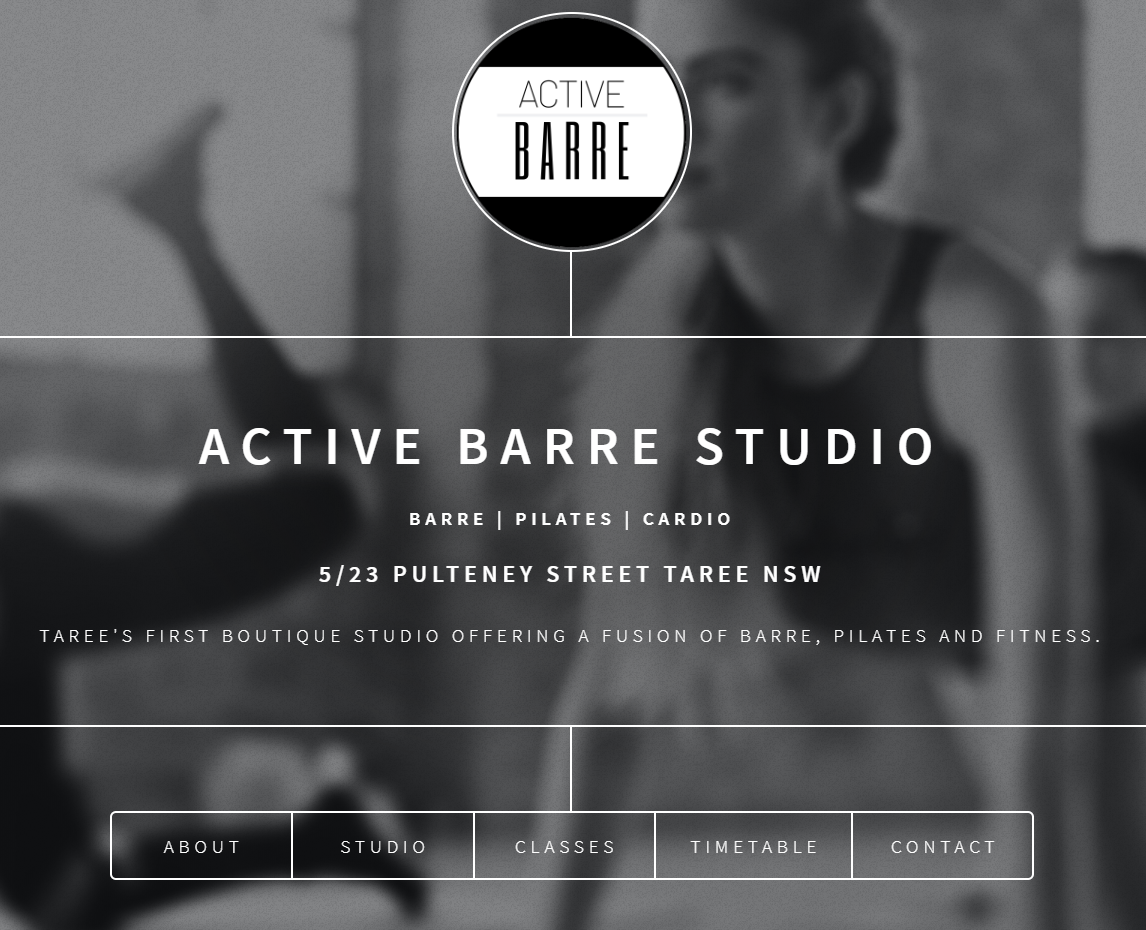 ACTIVE
BARRE
ACTIVE BARRE STUDIO
BARRE | PILATES | CARDIO
5/23 PULTENEY STREET TAREE NSW
TAREE'S FIRST BOUTIQUE STUDIO OFFERING A FUSION OF BARRE, PILATES AND FITNESS.
ABOUT STUDIO CLASSES TIMETABLE CONTACT